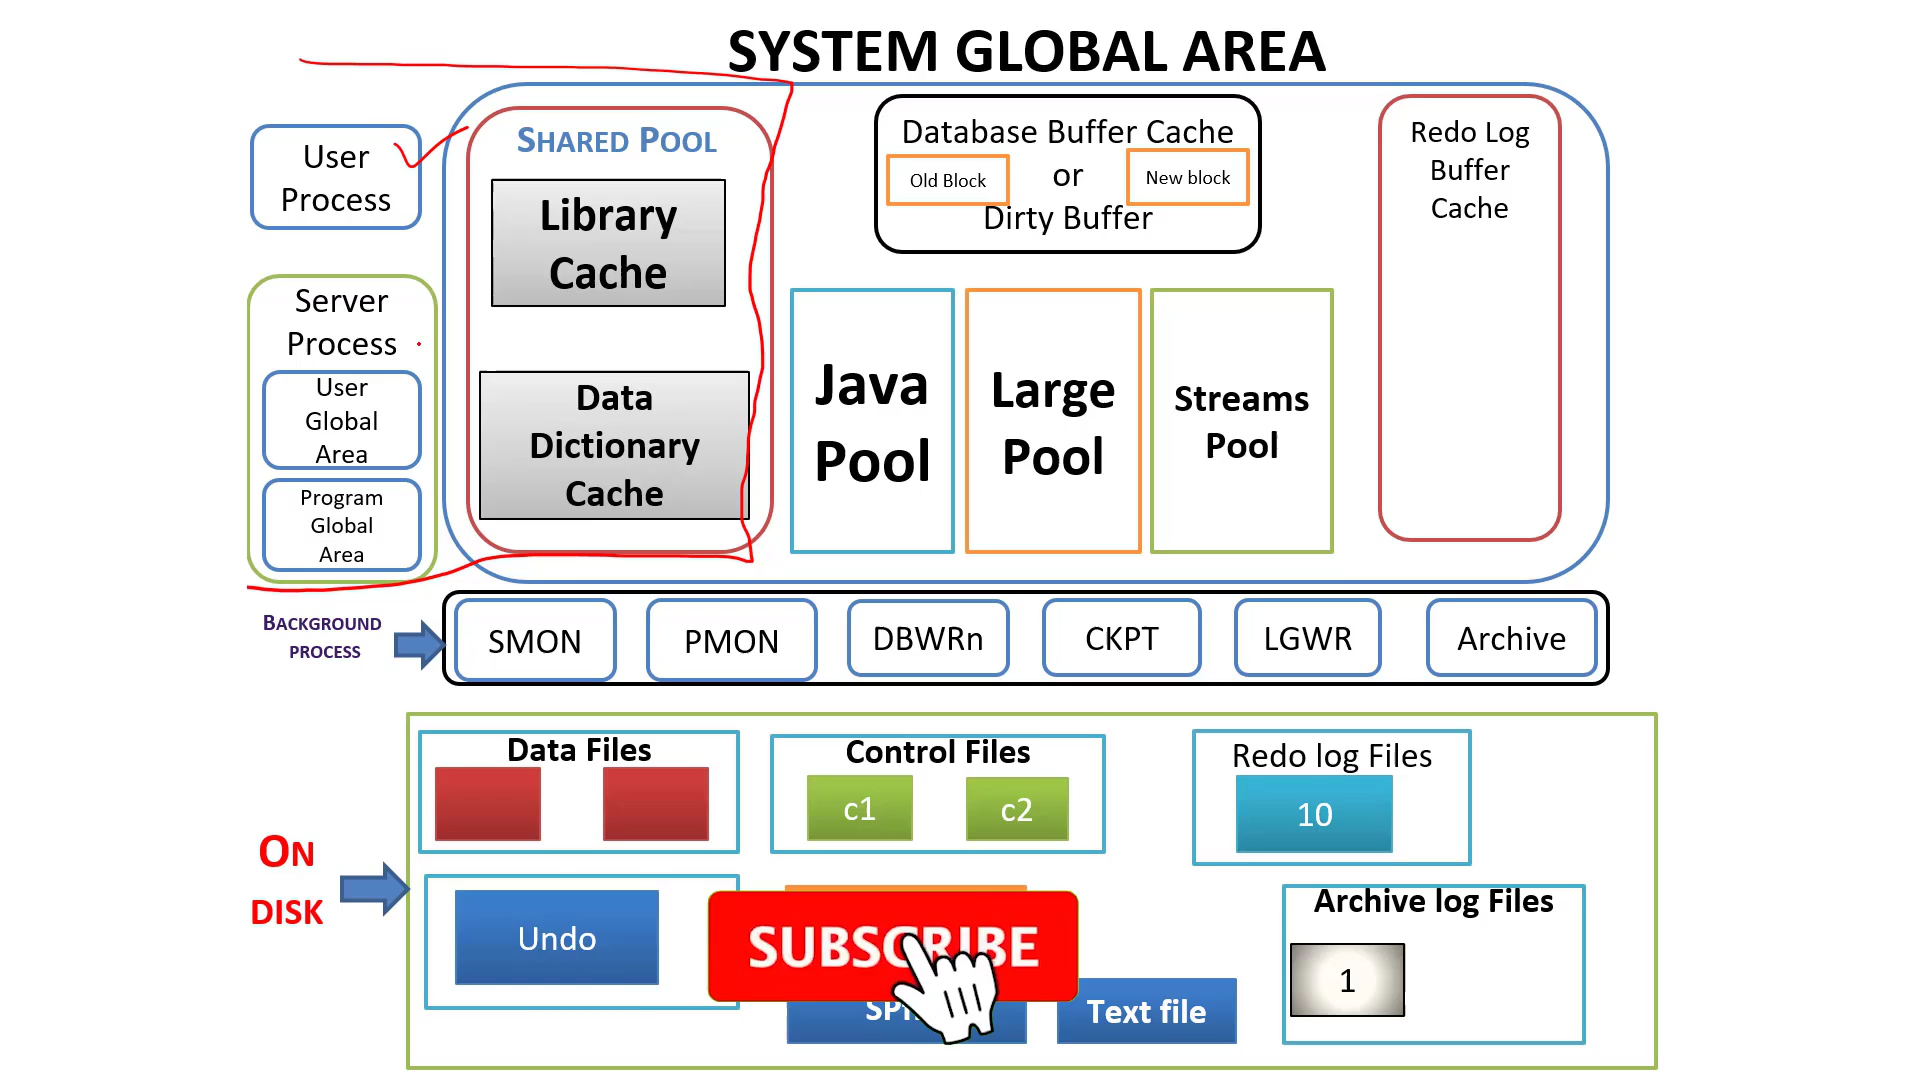 SYSTEM GLOBAL AREA
User
Process
SHARED POOL
Library
Cache
Data
Dictionary
Cache
Database Buffer Cache
Old Block
or
New block
Dirty Buffer
Redo Log
Buffer
Cache
Server
Process
User
Global
Area
Program
Global
Area
Java
Pool
Large
Pool
Streams
Pool
BACKGROUND
PROCESS
SMON
PMON
DBWRn
CKPT
LGWR
Archive
ON
DISK
Data Files
Control Files
c1
c2
Redo log Files
10
Undo
SUBSCRIBE
Text file
Archive log Files
1